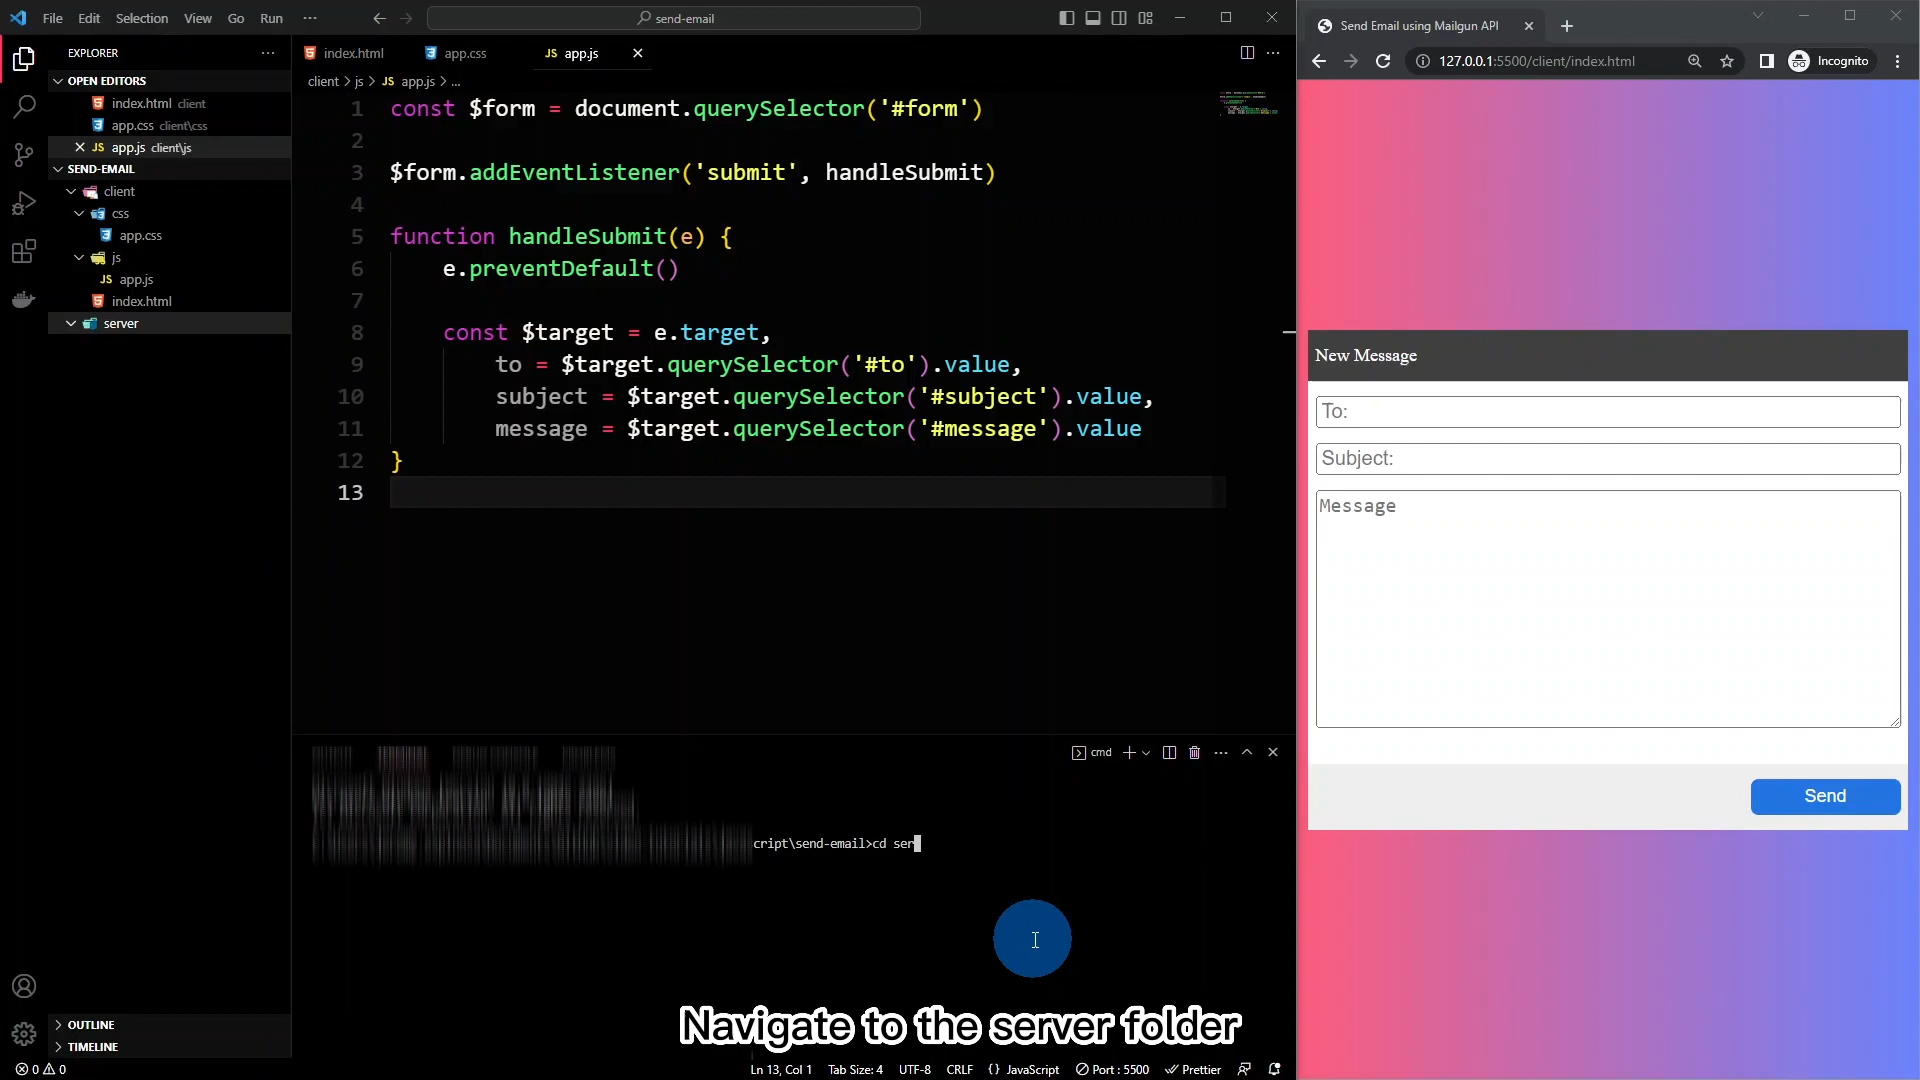 File Edit Selection View Go Run ···
send-email
EXPLORER
OPEN EDITORS
index.html client
app.css client\css
JS app.js client\js
SEND-EMAIL
client
css
app.css
js
JS app.js
index.html
server
OUTLINE
TIMELINE
index.html
app.css
JS app.js
client > js > JS app.js > ...
1 const $form = document.querySelector('#form')
2
3 $form.addEventListener('submit', handleSubmit)
4
5 function handleSubmit(e) {
6 e.preventDefault()
7
8 const $target = e.target,
9 to = $target.querySelector('#to').value,
10 subject = $target.querySelector('#subject').value,
11 message = $target.querySelector('#message').value
12 }
13
cmd
cript\send-email>cd ser
Navigate to the server folder
0 0
Ln 13, Col 1 Tab Size: 4 UTF-8 CRLF {} JavaScript Port : 5500 Prettier
Send Email using Mailgun API
127.0.0.1:5500/client/index.html
Incognito
New Message
To:
Subject:
Message
Send